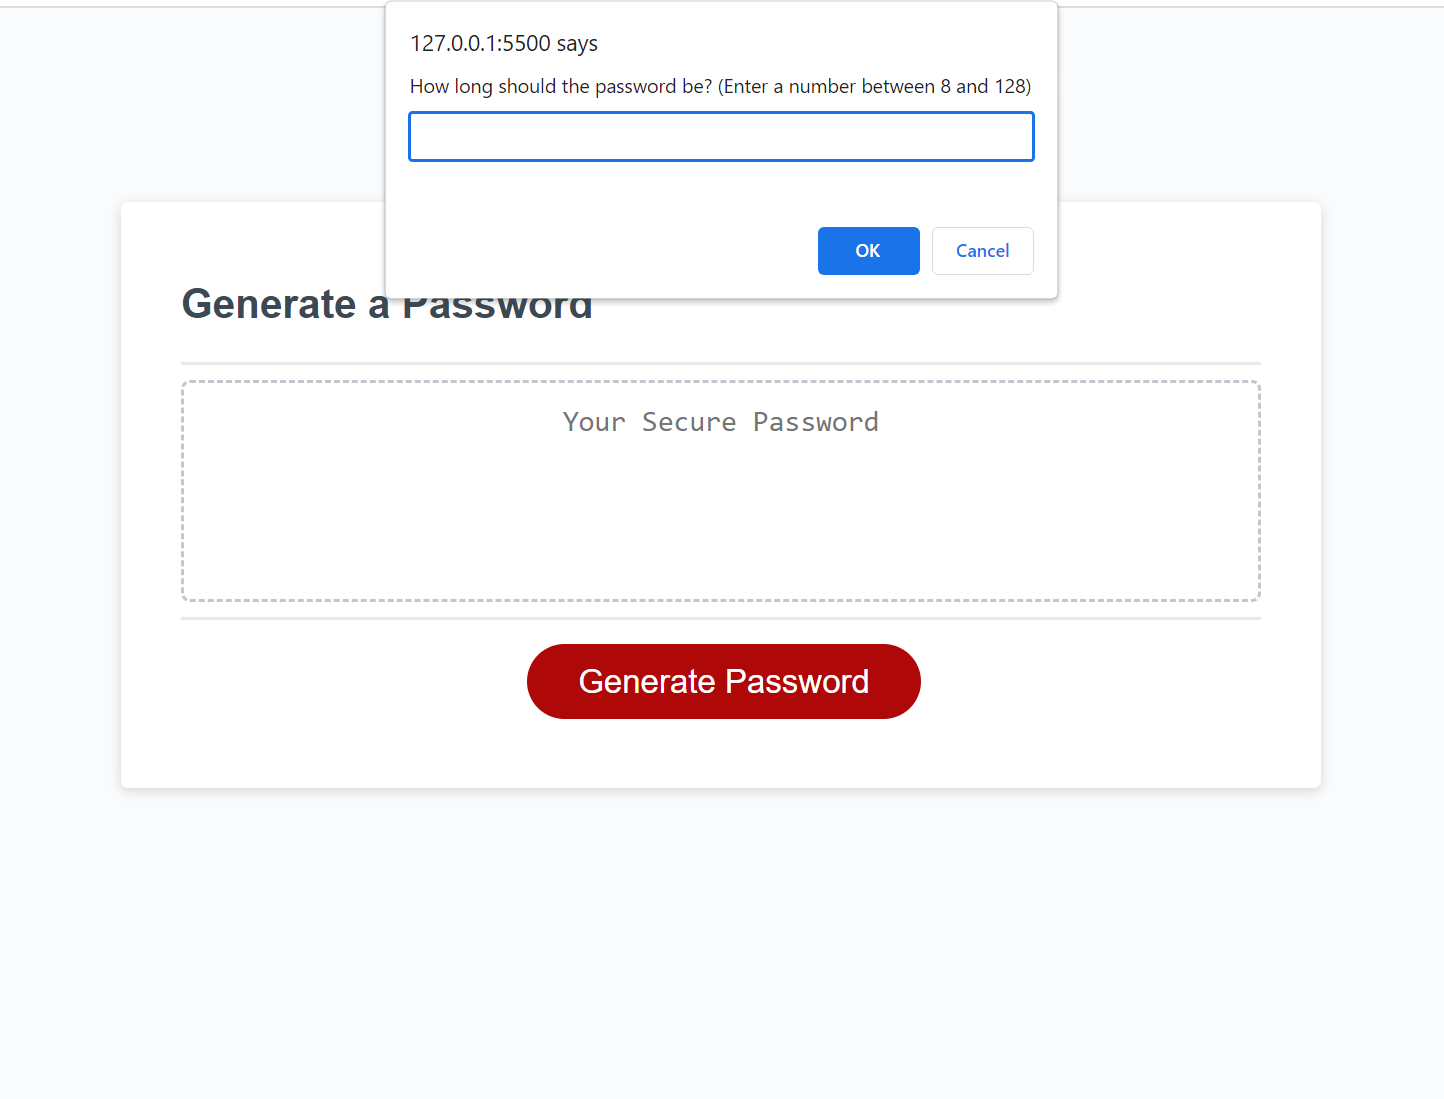 127.0.0.1:5500 says
How long should the password be? (Enter a number between 8 and 128)
OK
Cancel
Generate a Password
Your Secure Password
Generate Password